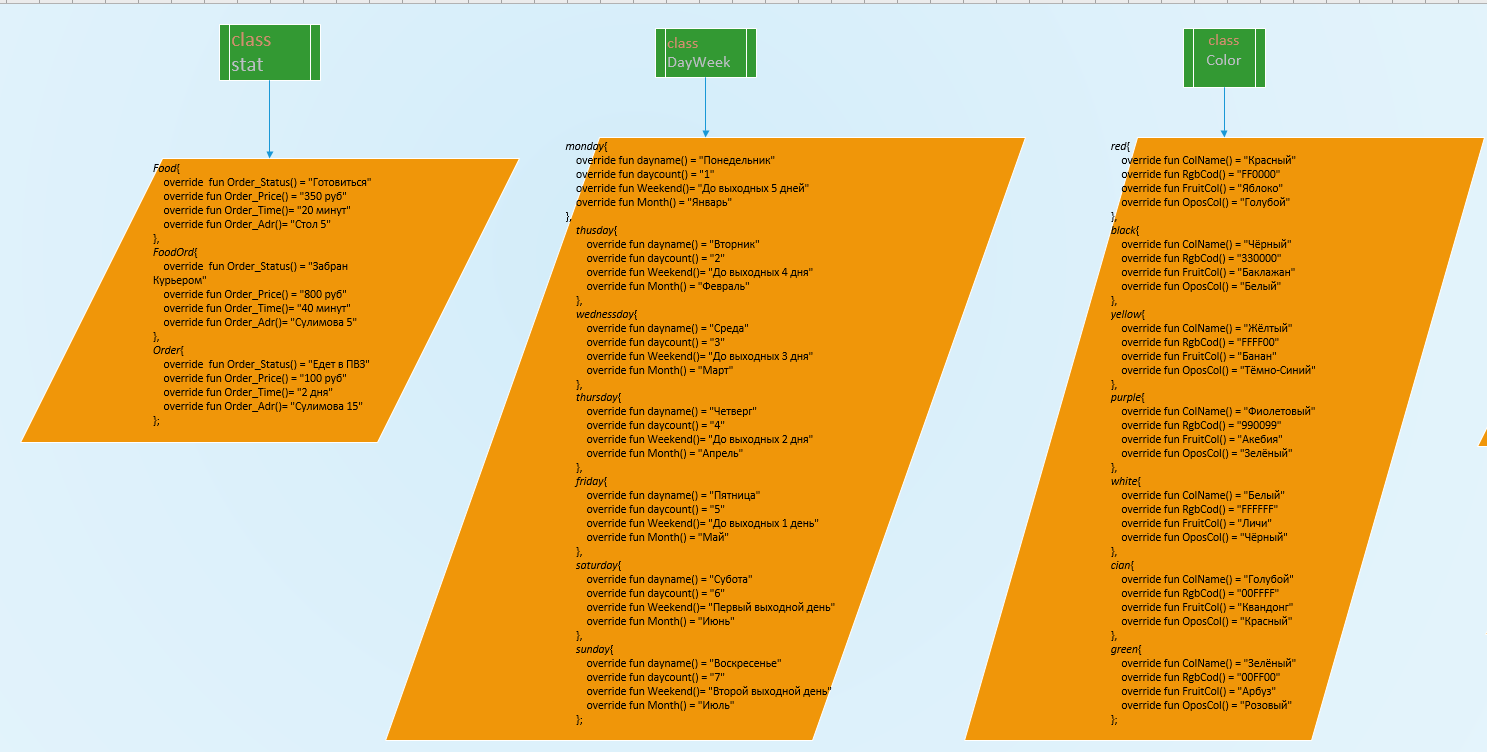 class
stat
Food{
override  fun Order_Status() = "Готовиться"
override fun Order_Price() = "350 руб"
override fun Order_Time()= "20 минут"
override fun Order_Adr()= "Стол 5"
},
FoodOrd{
override  fun Order_Status() = "Забран
Курьером"
override fun Order_Price() = "800 руб"
override fun Order_Time()= "40 минут"
override fun Order_Adr()= "Сулимова 5"
},
Order{
override  fun Order_Status() = "Едет в ПВЗ"
override fun Order_Price() = "100 руб"
override fun Order_Time()= "2 дня"
override fun Order_Adr()= "Сулимова 15"
};
class
DayWeek
monday{
override fun dayname() = "Понедельник"
override fun daycount() = "1"
override fun Weekend()= "До выходных 5 дней"
override fun Month() = "Январь"
},
thusday{
override fun dayname() = "Вторник"
override fun daycount() = "2"
override fun Weekend()= "До выходных 4 дня"
override fun Month() = "Февраль"
},
wednessday{
override fun dayname() = "Среда"
override fun daycount() = "3"
override fun Weekend()= "До выходных 3 дня"
override fun Month() = "Март"
},
thursday{
override fun dayname() = "Четверг"
override fun daycount() = "4"
override fun Weekend()= "До выходных 2 дня"
override fun Month() = "Апрель"
},
friday{
override fun dayname() = "Пятница"
override fun daycount() = "5"
override fun Weekend()= "До выходных 1 день"
override fun Month() = "Май"
},
saturday{
override fun dayname() = "Субота"
override fun daycount() = "6"
override fun Weekend()= "Первый выходной день"
override fun Month() = "Июнь"
},
sunday{
override fun dayname() = "Воскресенье"
override fun daycount() = "7"
override fun Weekend()= "Второй выходной день"
override fun Month() = "Июль"
};
class
Color
red{
override fun ColName() = "Красный"
override fun RgbCod() = "FF0000"
override fun FruitCol() = "Яблоко"
override fun OposCol() = "Голубой"
},
black{
override fun ColName() = "Чёрный"
override fun RgbCod() = "330000"
override fun FruitCol() = "Баклажан"
override fun OposCol() = "Белый"
},
yellow{
override fun ColName() = "Жёлтый"
override fun RgbCod() = "FFFF00"
override fun FruitCol() = "Банан"
override fun OposCol() = "Тёмно-Синий"
},
purple{
override fun ColName() = "Фиолетовый"
override fun RgbCod() = "990099"
override fun FruitCol() = "Акебия"
override fun OposCol() = "Зелёный"
},
white{
override fun ColName() = "Белый"
override fun RgbCod() = "FFFFFF"
override fun FruitCol() = "Личи"
override fun OposCol() = "Чёрный"
},
cian{
override fun ColName() = "Голубой"
override fun RgbCod() = "00FFFF"
override fun FruitCol() = "Квандонг"
override fun OposCol() = "Красный"
},
green{
override fun ColName() = "Зелёный"
override fun RgbCod() = "00FF00"
override fun FruitCol() = "Арбуз"
override fun OposCol() = "Розовый"
};